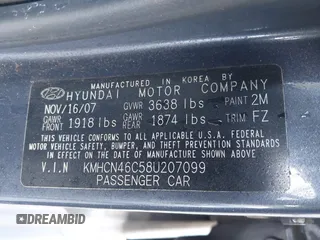 MANUFACTURED IN KOREA BY
HYUNDAI MOTOR COMPANY
NOV/16/07 GVWR 3638 lbs PAINT 2M
GAWR FRONT 1918 lbs GAWR REAR 1874 lbs TRIM FZ
THIS VEHICLE CONFORMS TO ALL APPLICABLE U.S.A. FEDERAL MOTOR
VEHICLE SAFETY, BUMPER, AND THEFT PREVENTION STANDARDS
IN EFFECT ON THE DATE OF MANUFACTURE SHOWN ABOVE.
V.I.N KMHCN46C58U207099
PASSENGER CAR
DEALERSHIPS ONLY